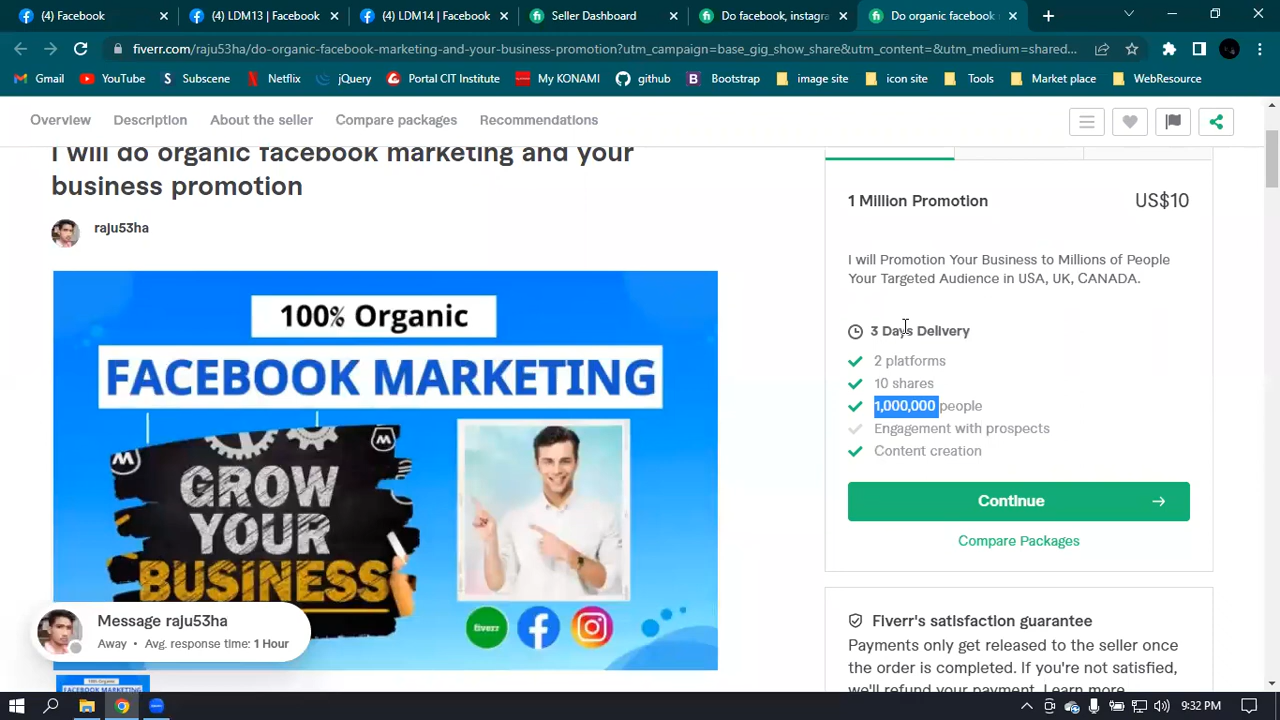 (4) Facebook
(4) LDM13 | Facebook
(4) LDM14 | Facebook
Seller Dashboard
Do facebook, instagra
Do organic facebook
fiverr.com/raju53ha/do-organic-facebook-marketing-and-your-business-promotion?utm_campaign=base_gig_show_share&utm_content=&utm_medium=shared...
Gmail
YouTube
Subscene
Netflix
jQuery
Portal CIT Institute
My KONAMI
github
Bootstrap
image site
icon site
Tools
Market place
WebResource
Overview
Description
About the seller
Compare packages
Recommendations
I will do organic facebook marketing and your
business promotion
raju53ha
100% Organic
FACEBOOK MARKETING
GROW
YOUR
BUSINESS
fiverr
Message raju53ha
Away • Avg. response time: 1 Hour
100% Organic
FACEBOOK MARKETING
1 Million Promotion
US$10
I will Promotion Your Business to Millions of People
Your Targeted Audience in USA, UK, CANADA.
3 Days Delivery
2 platforms
10 shares
1,000,000 people
Engagement with prospects
Content creation
Continue
Compare Packages
Fiverr's satisfaction guarantee
Payments only get released to the seller once
the order is completed. If you're not satisfied,
we'll refund your payment. Learn more
9:32 PM